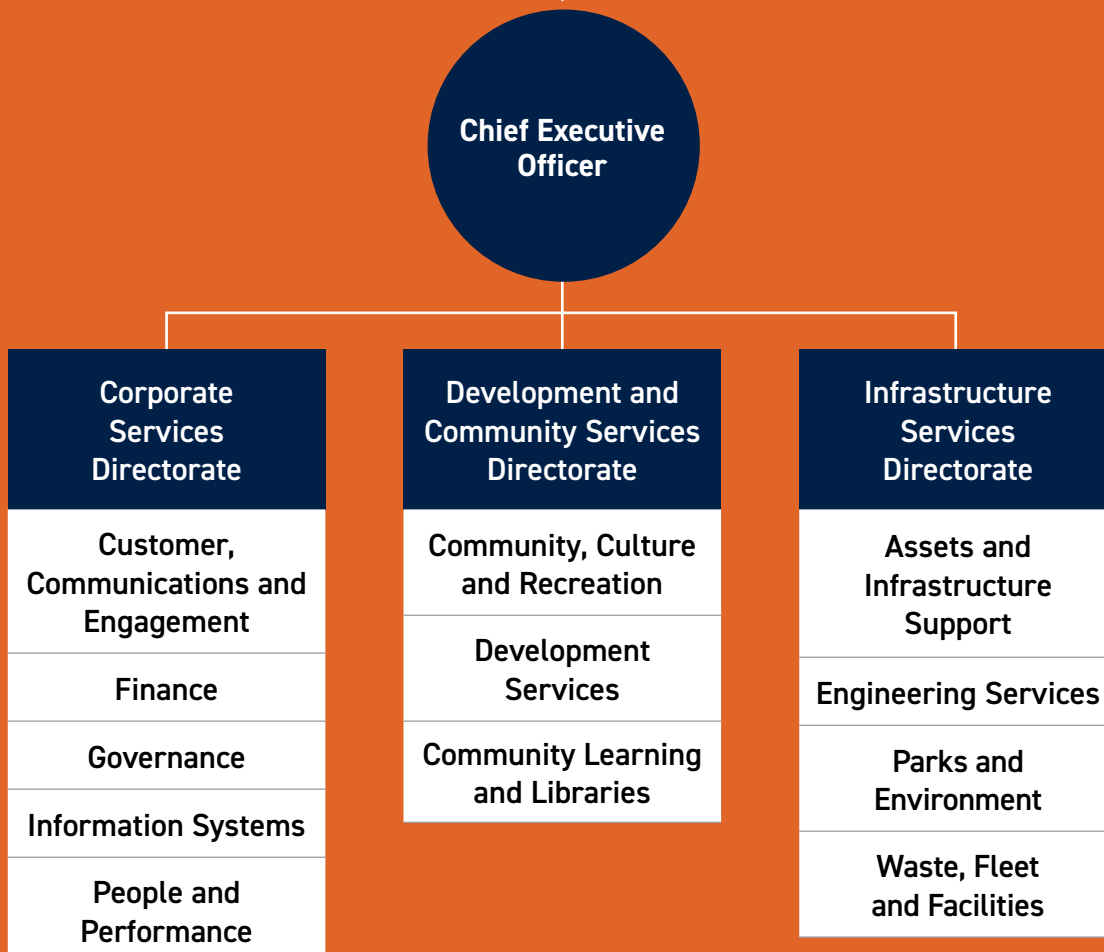 Chief Executive
Officer
Corporate
Services
Directorate
Customer,
Communications and
Engagement
Finance
Governance
Information Systems
People and
Performance
Development and
Community Services
Directorate
Community, Culture
and Recreation
Development
Services
Community Learning
and Libraries
Infrastructure
Services
Directorate
Assets and
Infrastructure
Support
Engineering Services
Parks and
Environment
Waste, Fleet
and Facilities